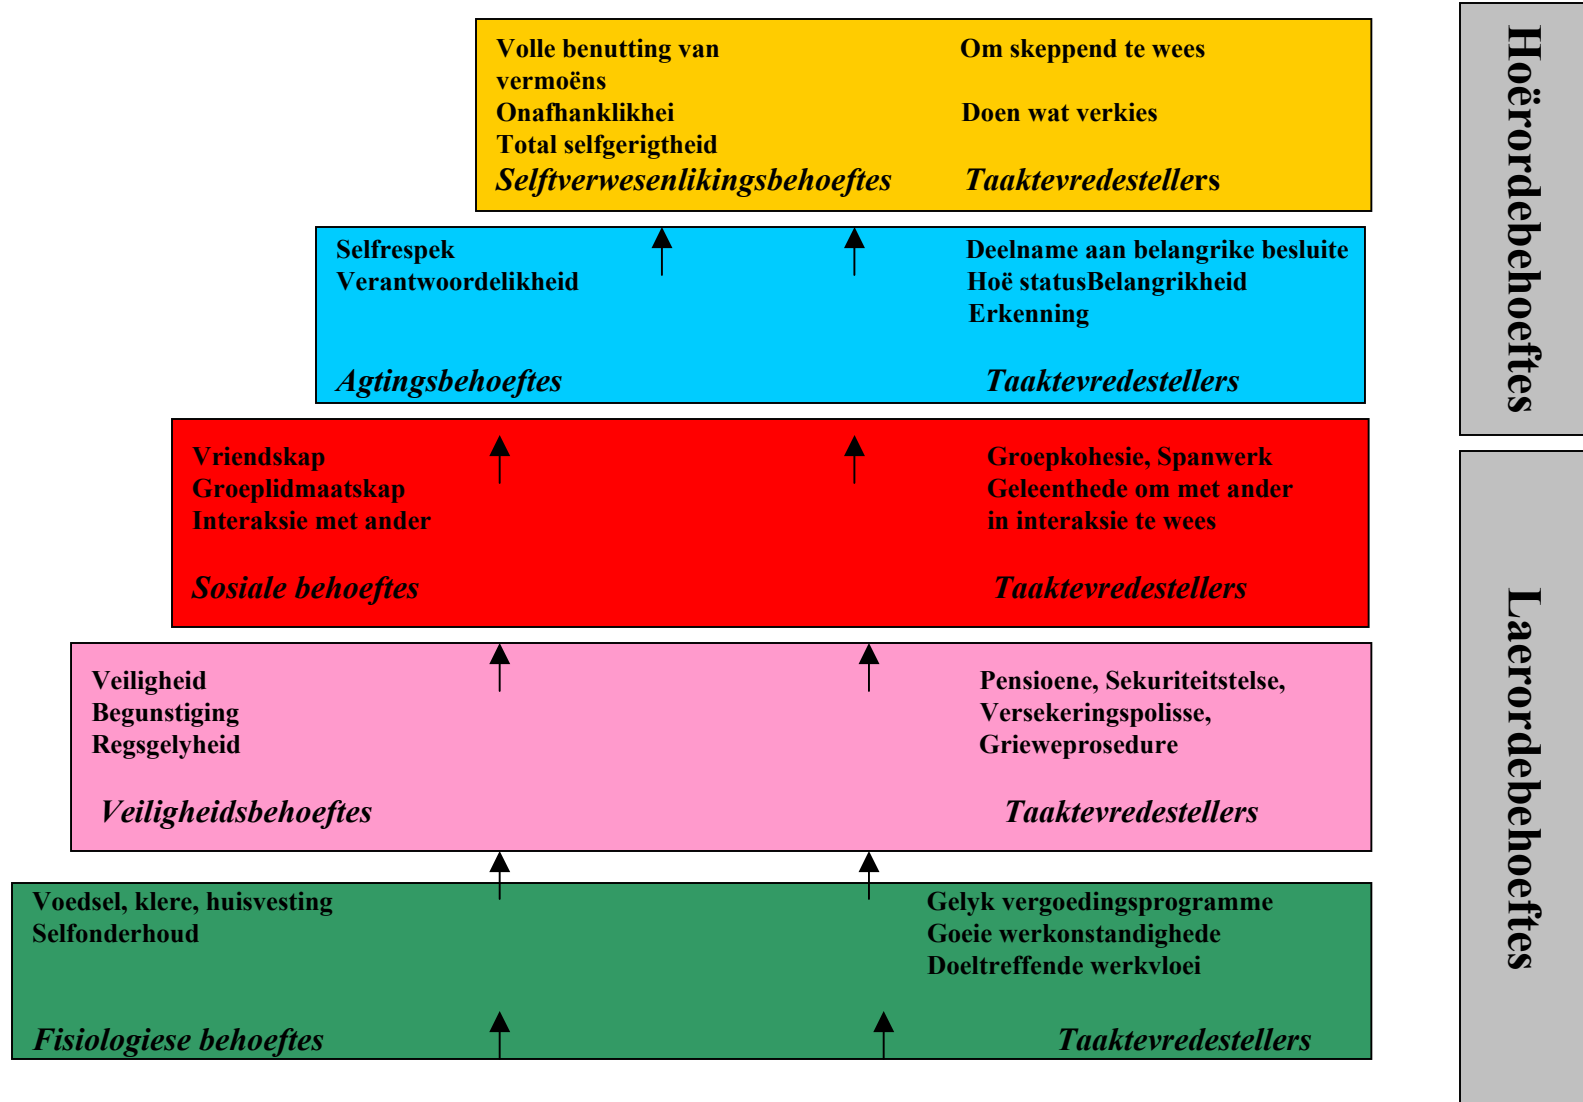 Volle benutting van
vermoëns
Onafhanklikhei
Total selfgerigtheid
Selftverwesenlikingsbehoeftes
Om skeppend te wees
Doen wat verkies
Taaktevredestellers
Selfrespek
Verantwoordelikheid
Agtingsbehoeftes
Deelname aan belangrike besluite
Hoë statusBelangrikheid
Erkenning
Taaktevredestellers
Vriendskap
Groeplidmaatskap
Interaksie met ander
Sosiale behoeftes
Groepkohesie, Spanwerk
Geleenthede om met ander
in interaksie te wees
Taaktevredestellers
Veiligheid
Begunstiging
Regsgelyheid
Veiligheidsbehoeftes
Pensioene, Sekuriteitstelse,
Versekeringspolisse,
Grieweprosedure
Taaktevredestellers
Voedsel, klere, huisvesting
Selfonderhoud
Fisiologiese behoeftes
Gelyk vergoedingsprogramme
Goeie werkonstandighede
Doeltreffende werkvloei
Taaktevredestellers
Hoërordebehoeftes
Laerordebehoeftes